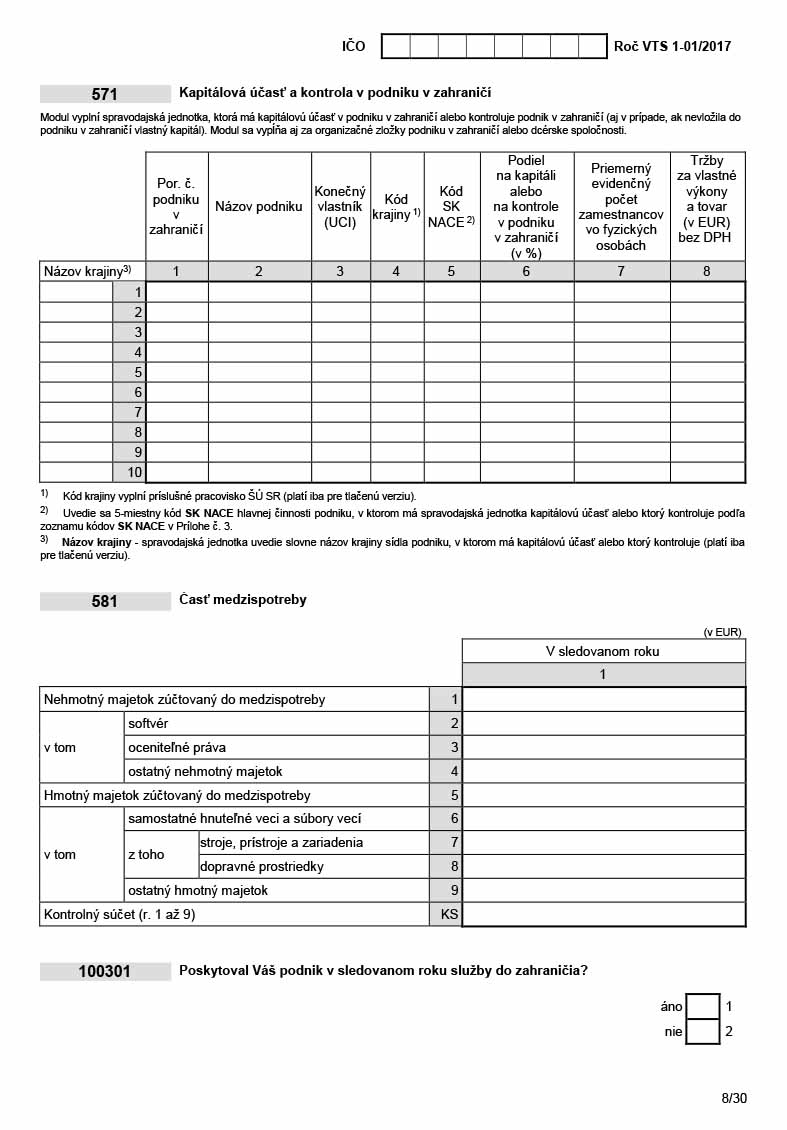 IČO
Roč VTS 1-01/2017
571
Kapitálová účasť a kontrola v podniku v zahraničí
Modul vyplní spravodajská jednotka, ktorá má kapitálovú účasť v podniku v zahraničí alebo kontroluje podnik v zahraničí (aj v prípade, ak nevložila do
podniku v zahraničí vlastný kapitál). Modul sa vypĺňa aj za organizačné zložky podniku v zahraničí alebo dcérske spoločnosti.
Por. č.
podniku
v
zahraničí
Názov podniku
Konečný
vlastník
(UCI)
Kód
krajiny 1)
Kód
SK
NACE 2)
Podiel
na kapitáli
alebo
na kontrole
v podniku
v zahraničí
(v %)
Priemerný
evidenčný
počet
zamestnancov
vo fyzických
osobách
Tržby
za vlastné
výkony
a tovar
(v EUR)
bez DPH
Názov krajiny3) 1 2 3 4 5 6 7 8
1
2
3
4
5
6
7
8
9
10
1) Kód krajiny vyplní príslušné pracovisko ŠÚ SR (platí iba pre tlačenú verziu).
2) Uvedie sa 5-miestny kód SK NACE hlavnej činnosti podniku, v ktorom má spravodajská jednotka kapitálovú účasť alebo ktorý kontroluje podľa
zoznamu kódov SK NACE v Prílohe č. 3.
3) Názov krajiny - spravodajská jednotka uvedie slovne názov krajiny sídla podniku, v ktorom má kapitálovú účasť alebo ktorý kontroluje (platí iba
pre tlačenú verziu).
581
Časť medzispotreby
(v EUR)
V sledovanom roku
1
Nehmotný majetok zúčtovaný do medzispotreby 1
v tom
softvér 2
oceniteľné práva 3
ostatný nehmotný majetok 4
Hmotný majetok zúčtovaný do medzispotreby 5
v tom
samostatné hnuteľné veci a súbory vecí 6
z toho
stroje, prístroje a zariadenia 7
dopravné prostriedky 8
ostatný hmotný majetok 9
Kontrolný súčet (r. 1 až 9) KS
100301
Poskytoval Váš podnik v sledovanom roku služby do zahraničia?
áno 1
nie 2
8/30